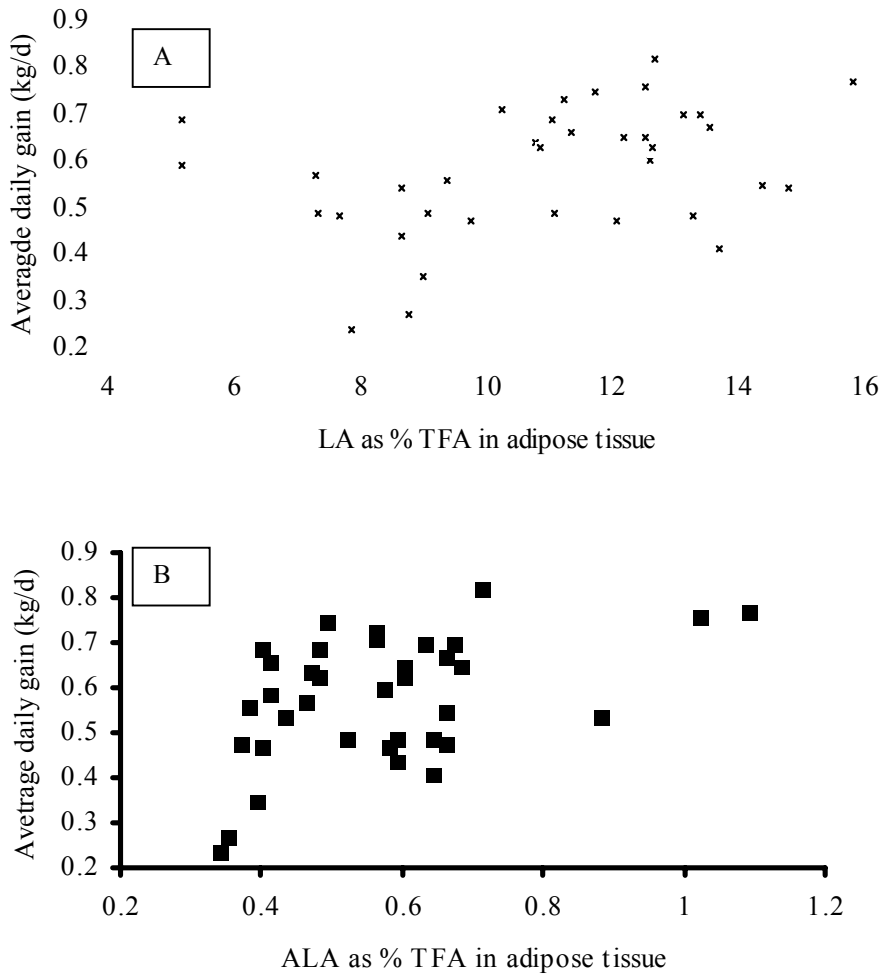 A
Averagde daily gain (kg/d)
0.9
0.8
0.7
0.6
0.5
0.4
0.3
0.2
4 6 8 10 12 14 16
LA as % TFA in adipose tissue
B
Avetrage daily gain (kg/d)
0.9
0.8
0.7
0.6
0.5
0.4
0.3
0.2
0.2 0.4 0.6 0.8 1 1.2
ALA as % TFA in adipose tissue